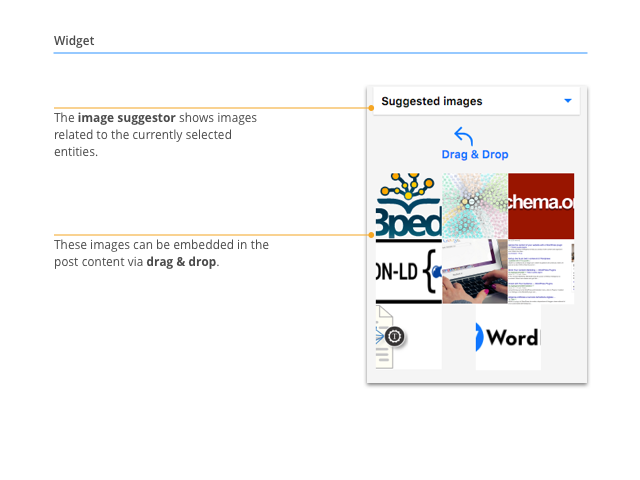 Widget
The image suggestor shows images
related to the currently selected
entities.
These images can be embedded in the
post content via drag & drop.
Suggested images
Drag & Drop
3ped
chema.o
ON-LD {
Word